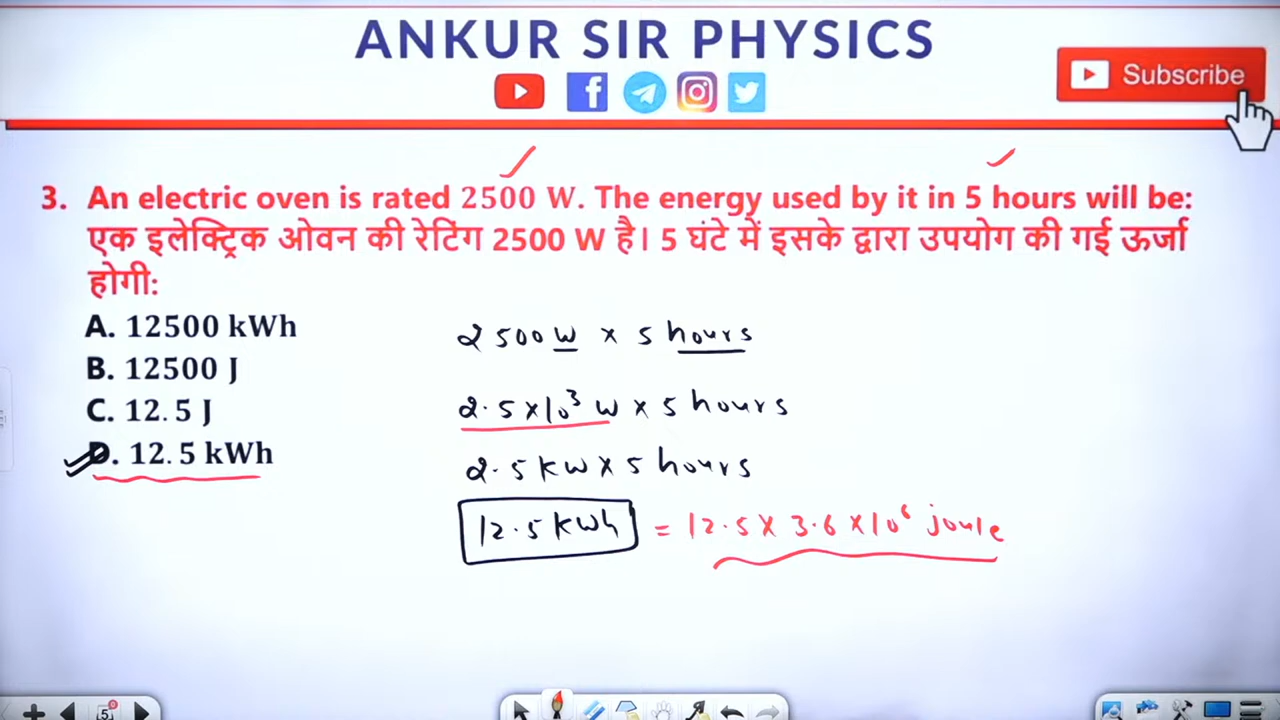 ANKUR SIR PHYSICS
Subscribe
3. An electric oven is rated 2500 W. The energy used by it in 5 hours will be:
एक इलेक्ट्रिक ओवन की रेटिंग 2500 W है। 5 घंटे में इसके द्वारा उपयोग की गई ऊर्जा
होगी:
A. 12500 kWh
B. 12500 J
C. 12.5 J
D. 12.5 kWh
2500 W × 5 hours
2.5×10³ W × 5 hours
2.5 KW × 5 hours
12.5 KWh = 12.5 × 3.6 × 10⁶ joule
5